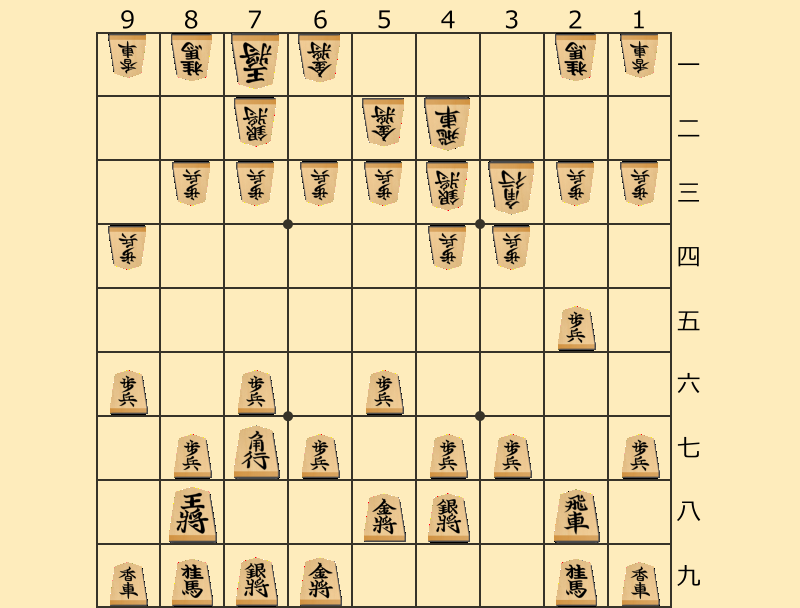 9 8 7 6 5 4 3 2 1
香車 桂馬 王將 金将 桂馬 香車 一
銀将 金将 飛車 二
歩兵 歩兵 歩兵 歩兵 銀将 角行 歩兵 歩兵 三
歩兵 歩兵 歩兵 四
歩兵 五
歩兵 歩兵 歩兵 六
歩兵 角行 歩兵 歩兵 歩兵 歩兵 七
王將 金将 銀将 飛車 八
香車 桂馬 銀将 金将 桂馬 香車 九